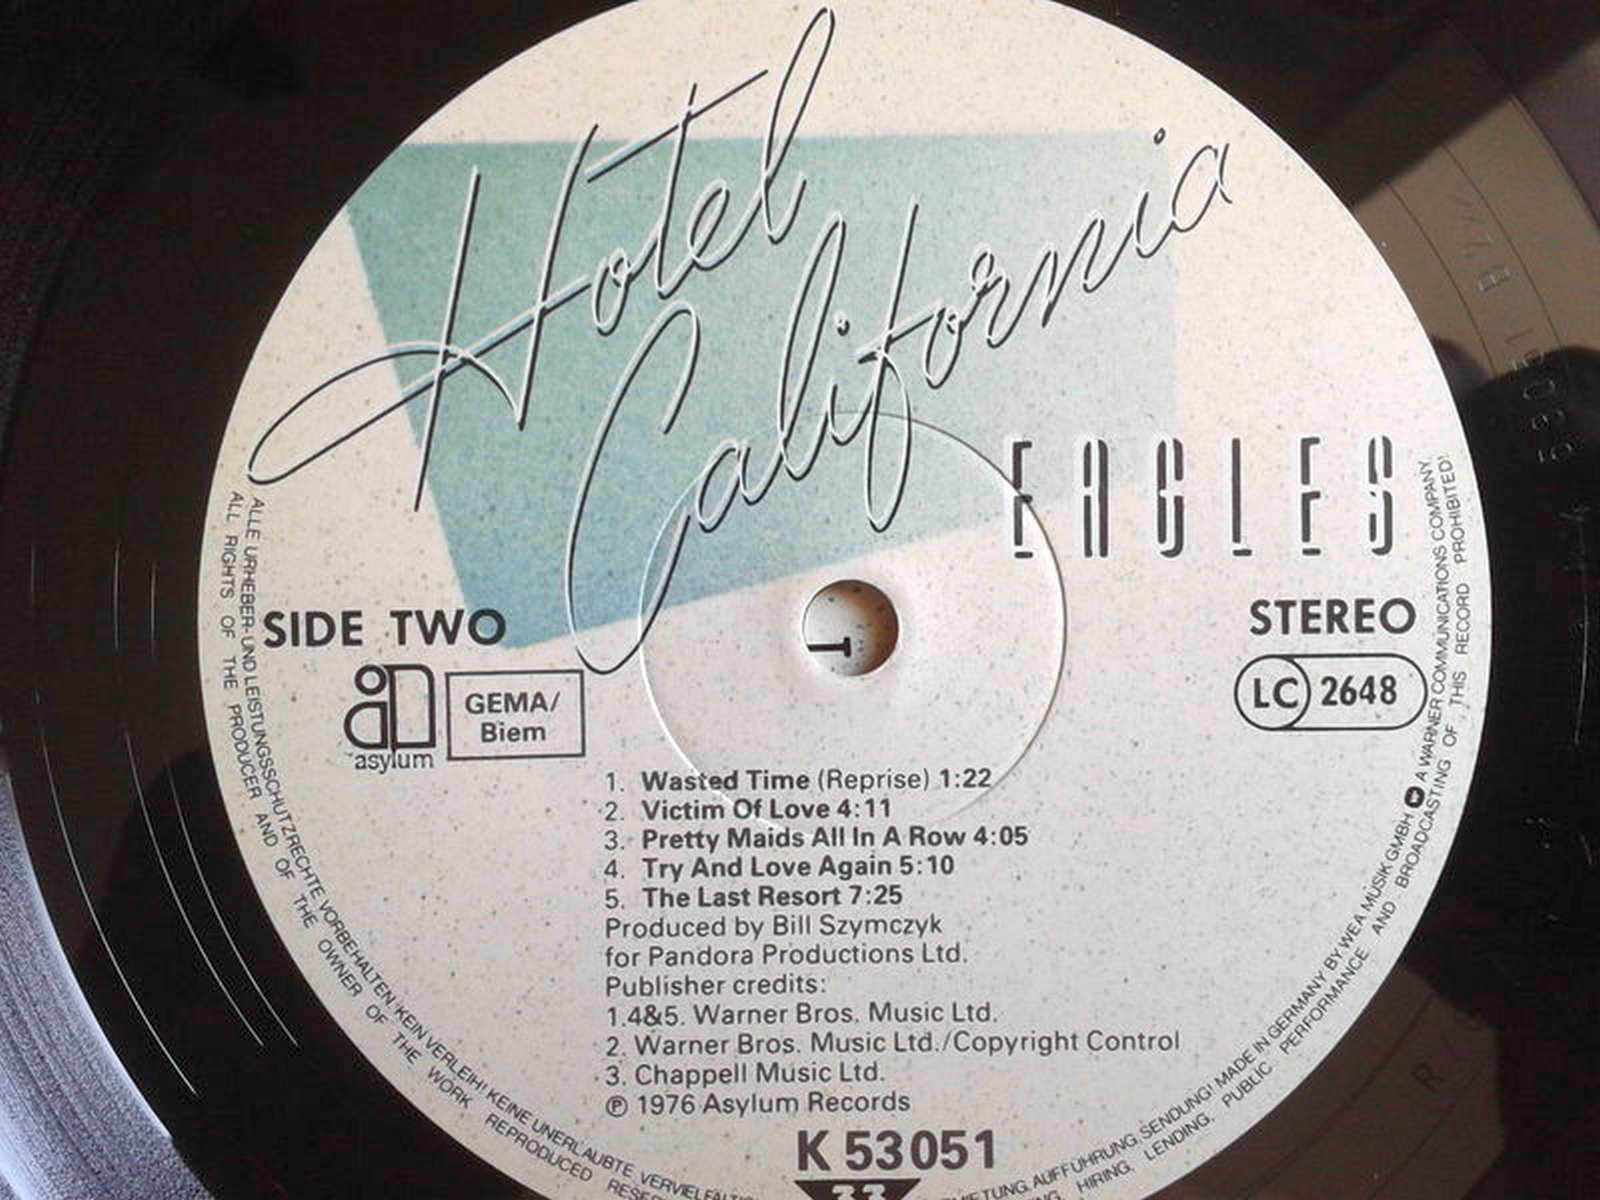 Hotel
California
EAGLES
SIDE TWO
STEREO
asylum
GEMA/
Biem
LC 2648
1. Wasted Time (Reprise) 1:22
2. Victim Of Love 4:11
3. Pretty Maids All In A Row 4:05
4. Try And Love Again 5:10
5. The Last Resort 7:25
Produced by Bill Szymczyk
for Pandora Productions Ltd.
Publisher credits:
1.4&5. Warner Bros. Music Ltd.
2. Warner Bros. Music Ltd./Copyright Control
3. Chappell Music Ltd.
℗ 1976 Asylum Records
K 53051
33
ALLE URHEBER- UND LEISTUNGSSCHUTZRECHTE VORBEHALTEN! KEIN VERLEIH! KEINE UNERLAUBTE VERVIELFÄLTIGUNG, VERMIETUNG, AUFFÜHRUNG, SENDUNG! MADE IN GERMANY BY WEA MUSIK GMBH A WARNER COMMUNICATIONS COMPANY
ALL RIGHTS OF THE PRODUCER AND OF THE OWNER OF THE WORK REPRODUCED HIRING, LENDING, PUBLIC PERFORMANCE AND BROADCASTING OF THIS RECORD PROHIBITED!